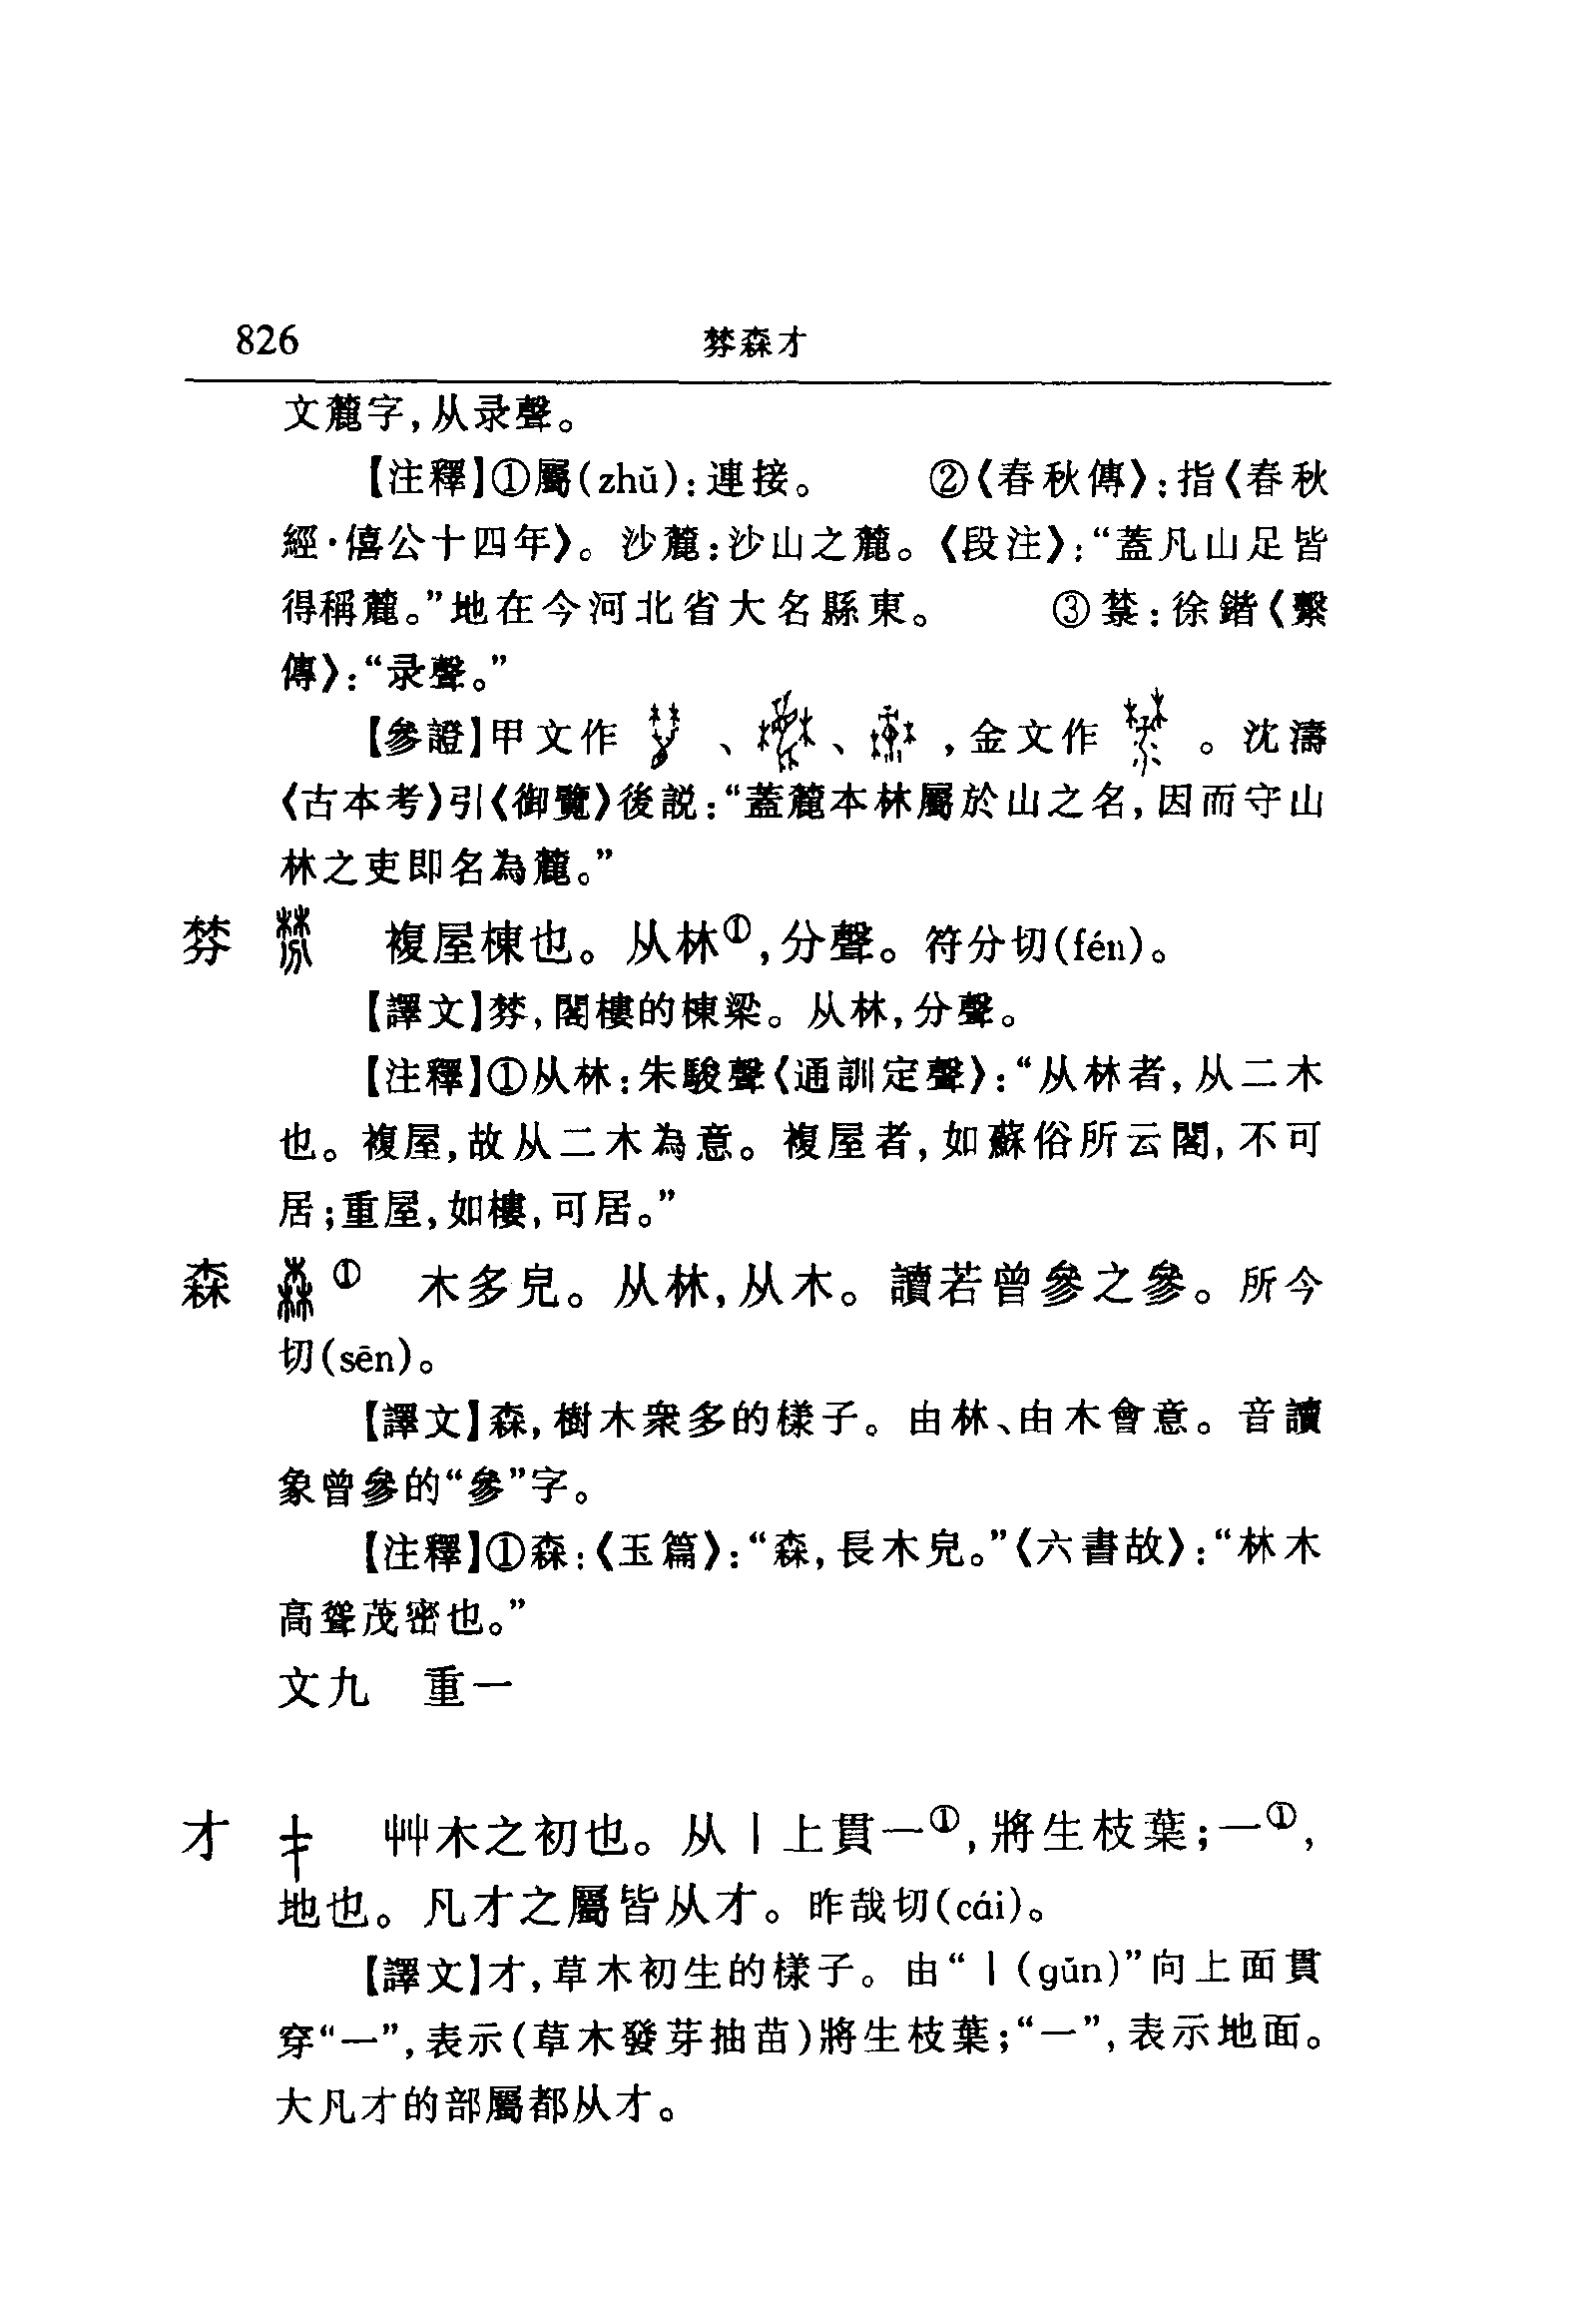 826 棼森才
文麓字,从录聲。
【注釋】①屬(zhǔ):連接。 ②《春秋傳》:指《春秋
經·僖公十四年》。沙麓:沙山之麓。《段注》:“蓋凡山足皆
得稱麓。”地在今河北省大名縣東。 ③ 䘵:徐鍇《繫
傳》:“录聲。”
【參證】甲文作 、 、 ,金文作 。沈濤
《古本考》引《御覽》後説:“蓋麓本林屬於山之名,因而守山
林之吏即名為麓。”
棼 複屋棟也。从林①,分聲。符分切(fén)。
【譯文】棼,閣樓的棟梁。从林,分聲。
【注釋】①从林:朱駿聲《通訓定聲》:“从林者,从二木
也。複屋,故从二木為意。複屋者,如蘇俗所云閣,不可
居;重屋,如樓,可居。”
森 ① 木多皃。从林,从木。讀若曾參之參。所今
切(sēn)。
【譯文】森,樹木衆多的樣子。由林、由木會意。音讀
象曾參的“參”字。
【注釋】①森:《玉篇》:“森,長木皃。”《六書故》:“林木
高聳茂密也。”
文九 重一
才 艸木之初也。从丨上貫一①,將生枝葉;一①,
地也。凡才之屬皆从才。昨哉切(cái)。
【譯文】才,草木初生的樣子。由“丨(gǔn)”向上面貫
穿“一”,表示(草木發芽抽苗)將生枝葉;“一”,表示地面。
大凡才的部屬都从才。